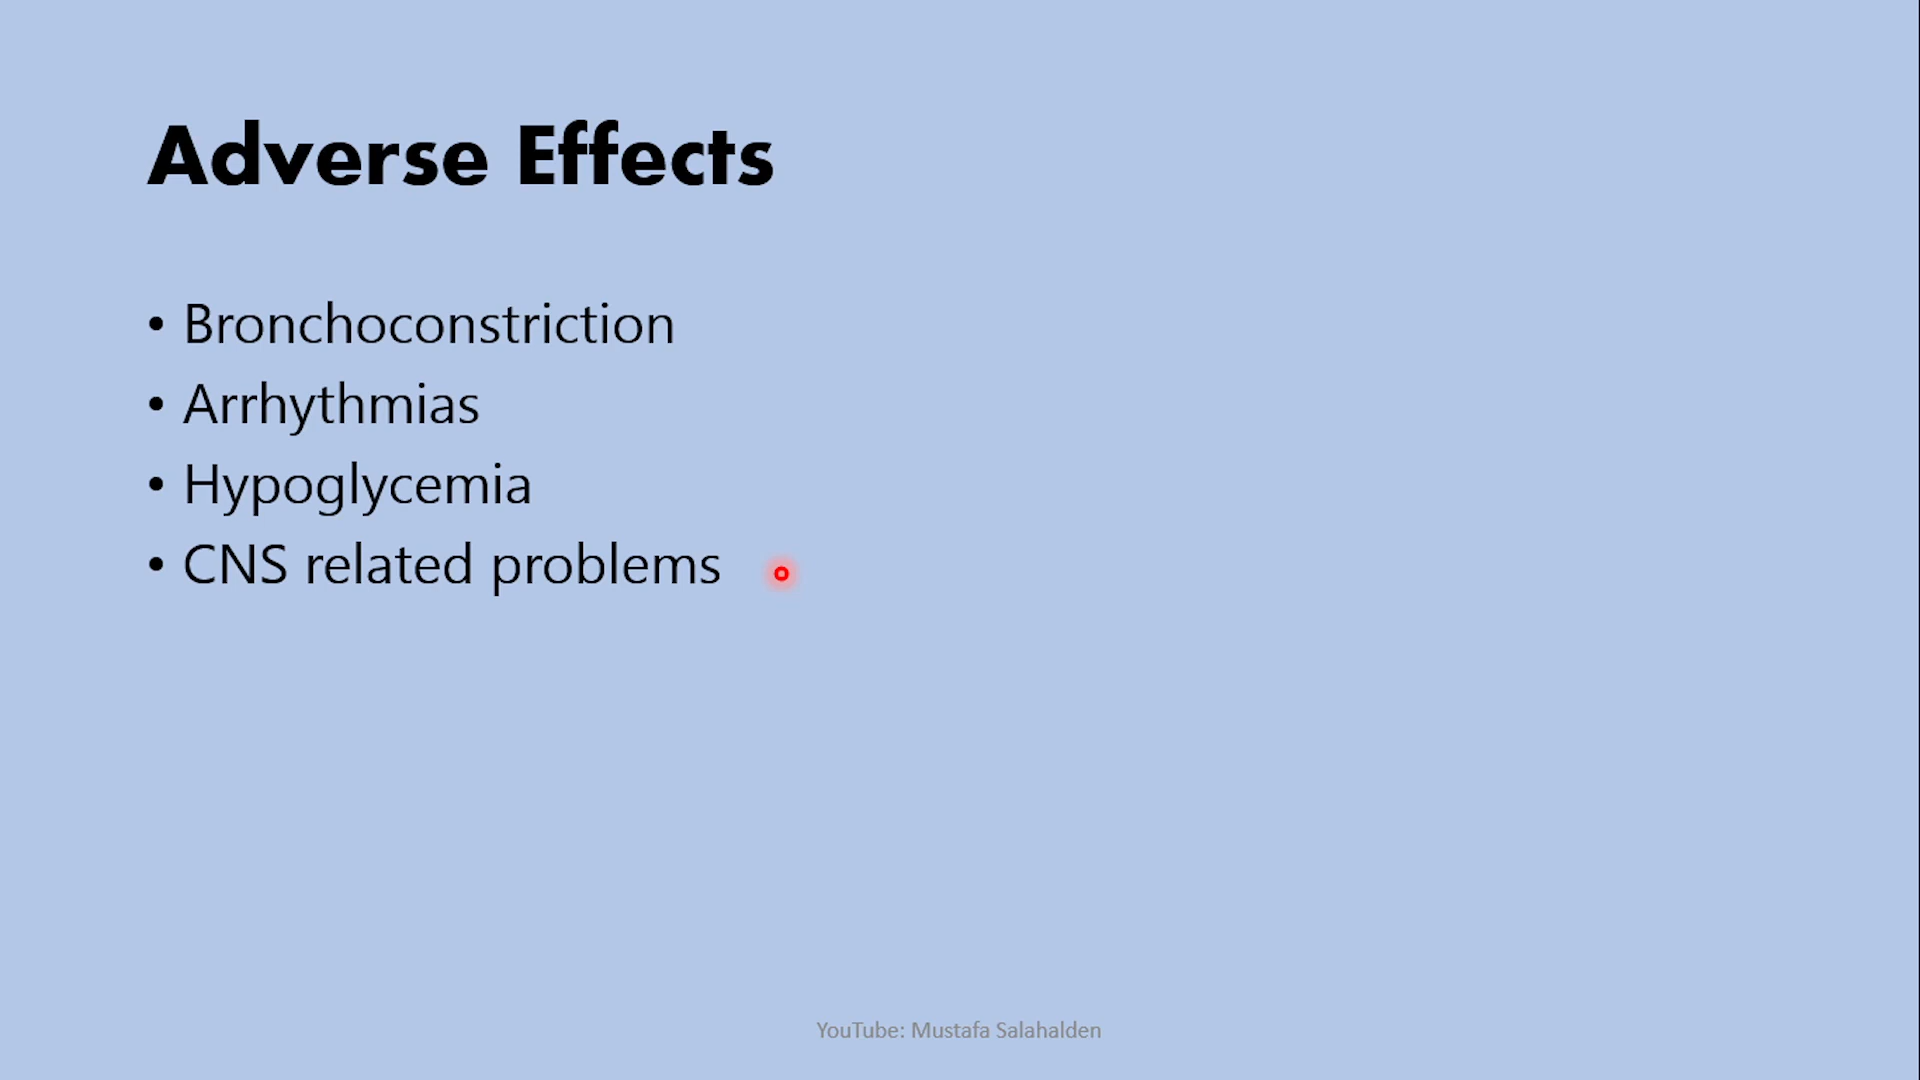 Adverse Effects
• Bronchoconstriction
• Arrhythmias
• Hypoglycemia
• CNS related problems
YouTube: Mustafa Salahalden